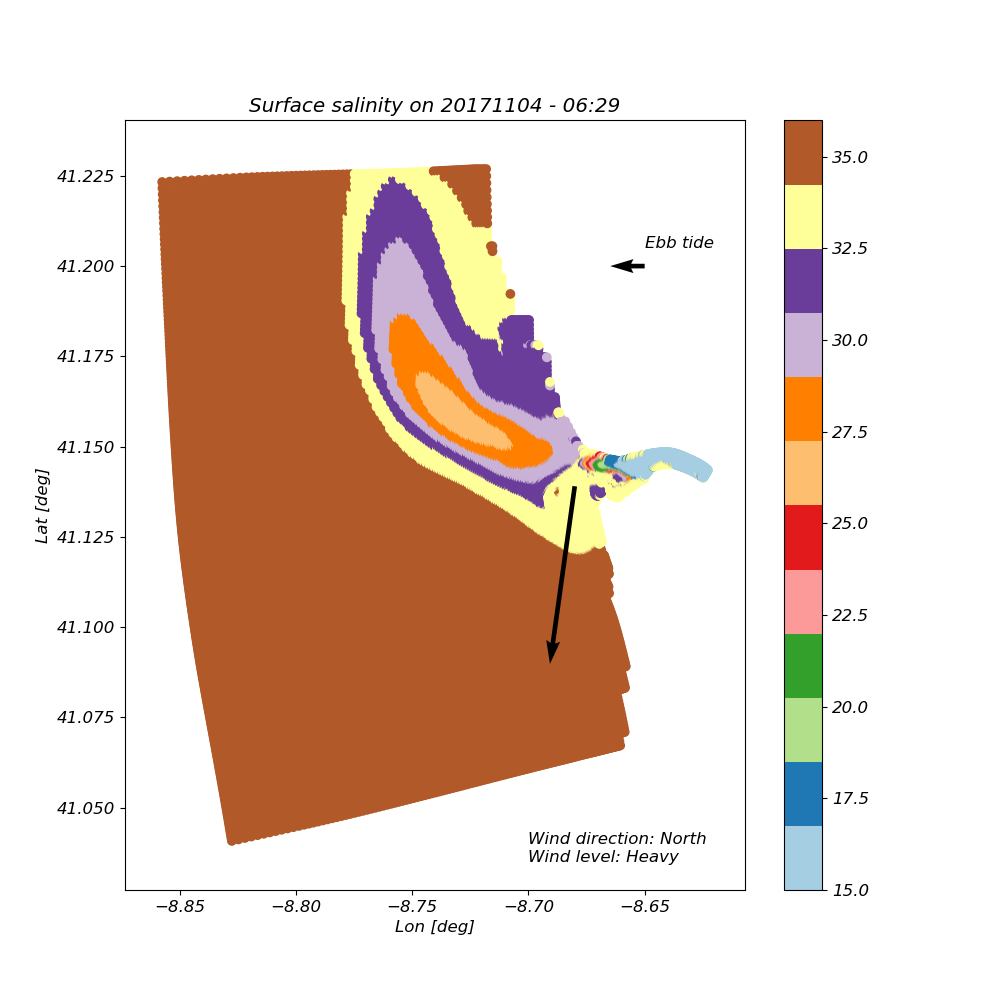 Surface salinity on 20171104 - 06:29
Ebb tide
41.225
41.200
41.175
41.150
41.125
41.100
41.075
41.050
Lat [deg]
Wind direction: North
Wind level: Heavy
−8.85 −8.80 −8.75 −8.70 −8.65
Lon [deg]
35.0
32.5
30.0
27.5
25.0
22.5
20.0
17.5
15.0